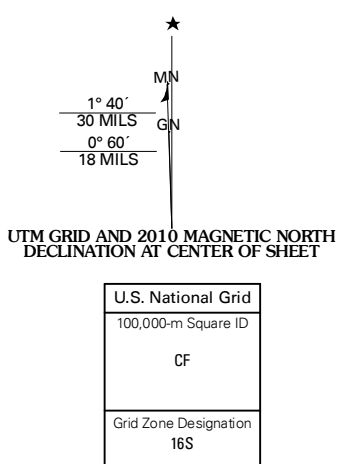 ★
MN
1° 40´
30 MILS
GN
0° 60´
18 MILS
UTM GRID AND 2010 MAGNETIC NORTH
DECLINATION AT CENTER OF SHEET
U.S. National Grid
100,000-m Square ID
CF
Grid Zone Designation
16S